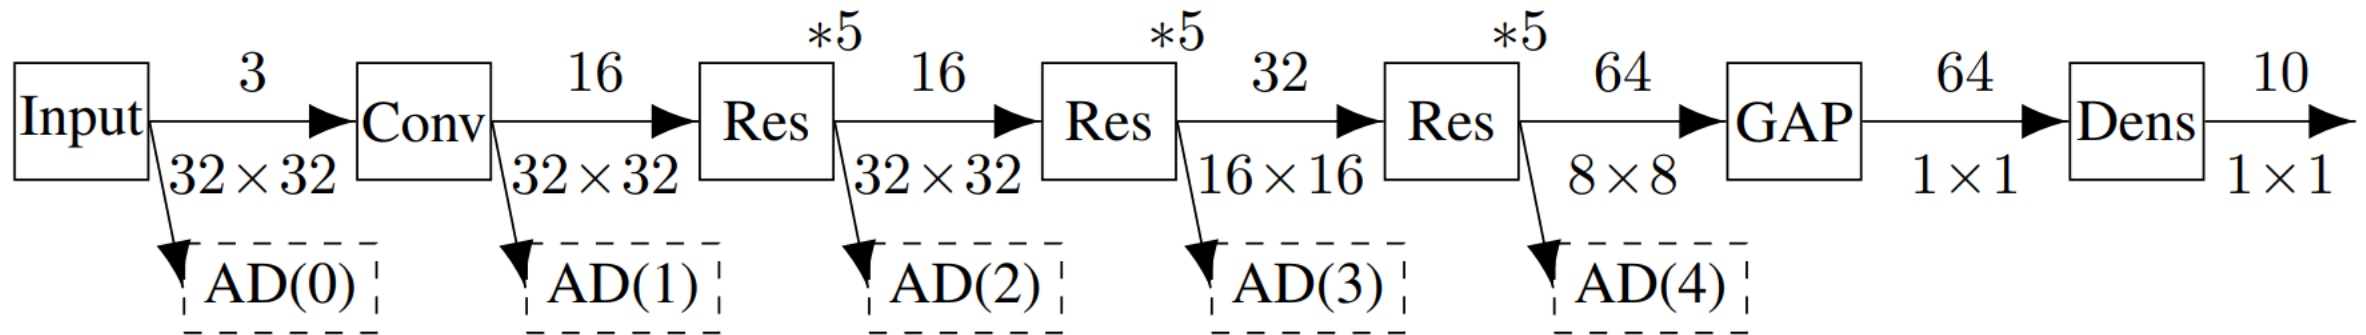 *5 *5 *5
3 16 16 32 64 64 10
Input Conv Res Res Res GAP Dens
32×32 32×32 32×32 16×16 8×8 1×1 1×1
AD(0) AD(1) AD(2) AD(3) AD(4)